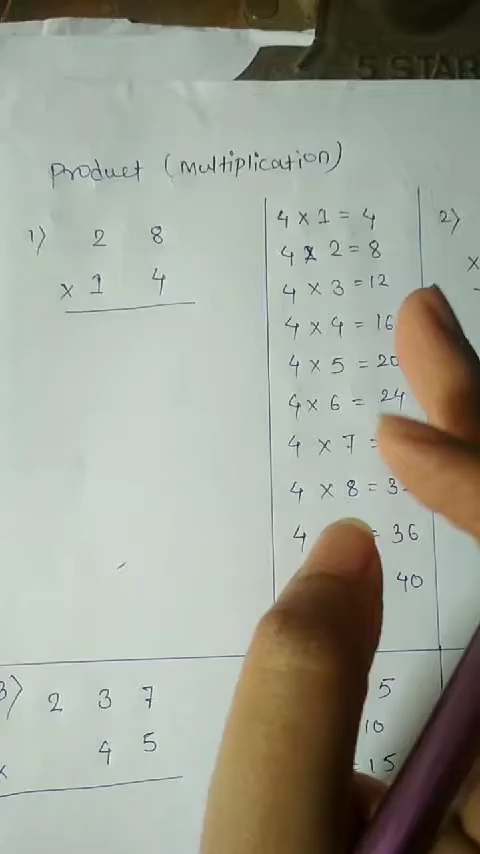 5 STAR
Product (Multiplication)
1) 2 8
x 1 4
4 x 1 = 4
4 x 2 = 8
4 x 3 = 12
4 x 4 = 16
4 x 5 = 20
4 x 6 = 24
4 x 7 =
4 x 8 = 3
4 = 36
40
2)
x
3) 2 3 7
x 4 5
5
10
= 15